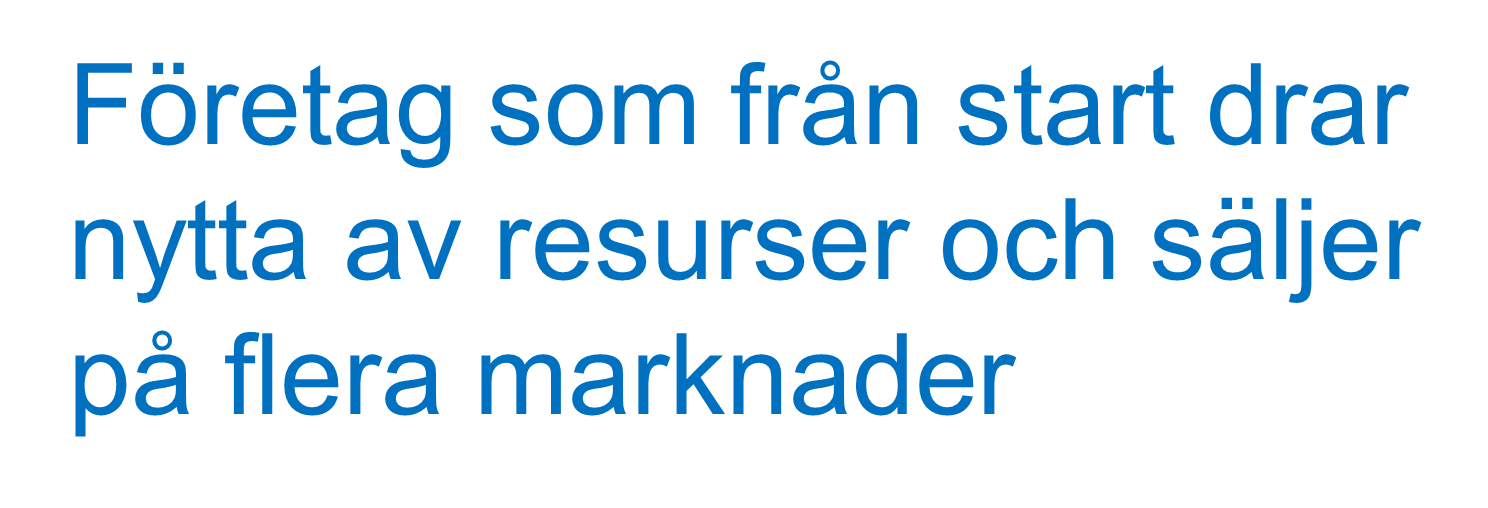 Företag som från start drar
nytta av resurser och säljer
på flera marknader